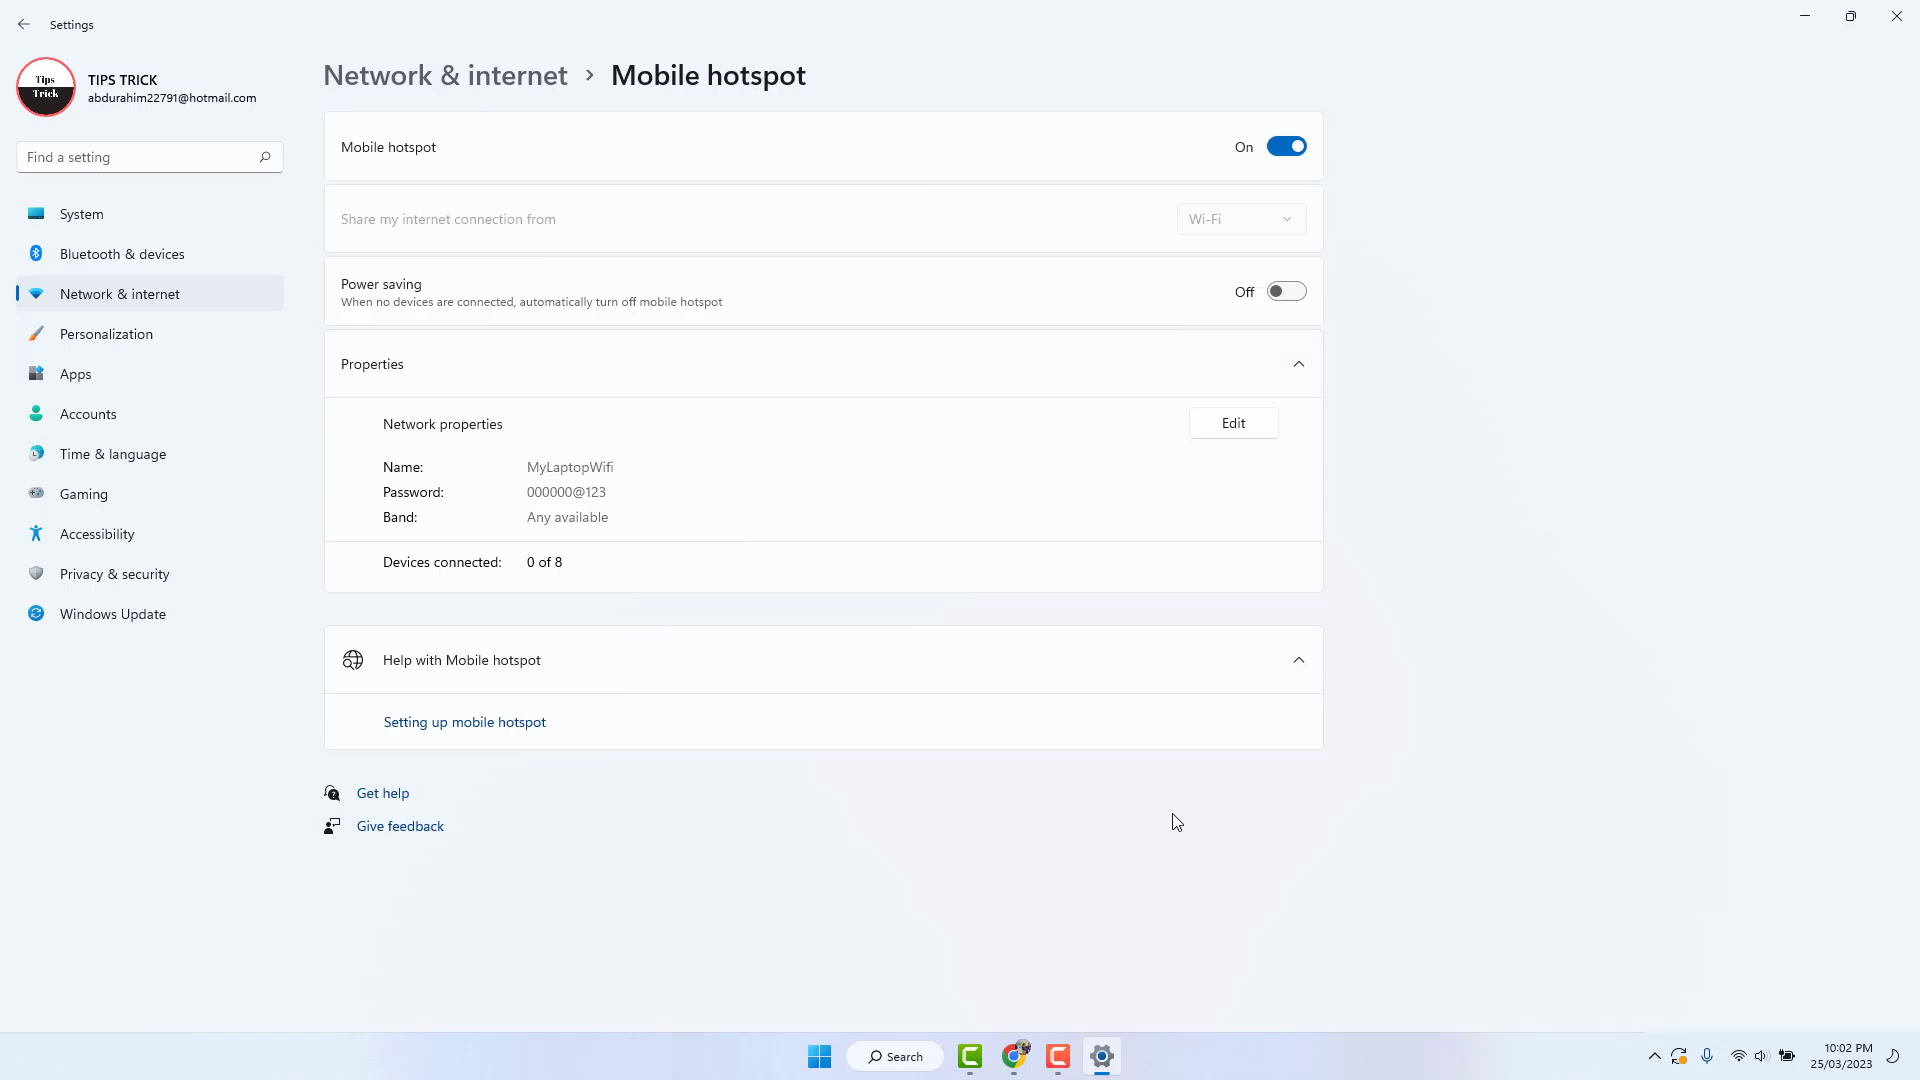 Settings
Tips
Trick
TIPS TRICK
abdurahim22791@hotmail.com
Find a setting
System
Bluetooth & devices
Network & internet
Personalization
Apps
Accounts
Time & language
Gaming
Accessibility
Privacy & security
Windows Update
Network & internet > Mobile hotspot
Mobile hotspot On
Share my internet connection from Wi-Fi
Power saving
When no devices are connected, automatically turn off mobile hotspot
Off
Properties
Network properties Edit
Name: MyLaptopWifi
Password: 000000@123
Band: Any available
Devices connected: 0 of 8
Help with Mobile hotspot
Setting up mobile hotspot
Get help
Give feedback
Search
10:02 PM
25/03/2023